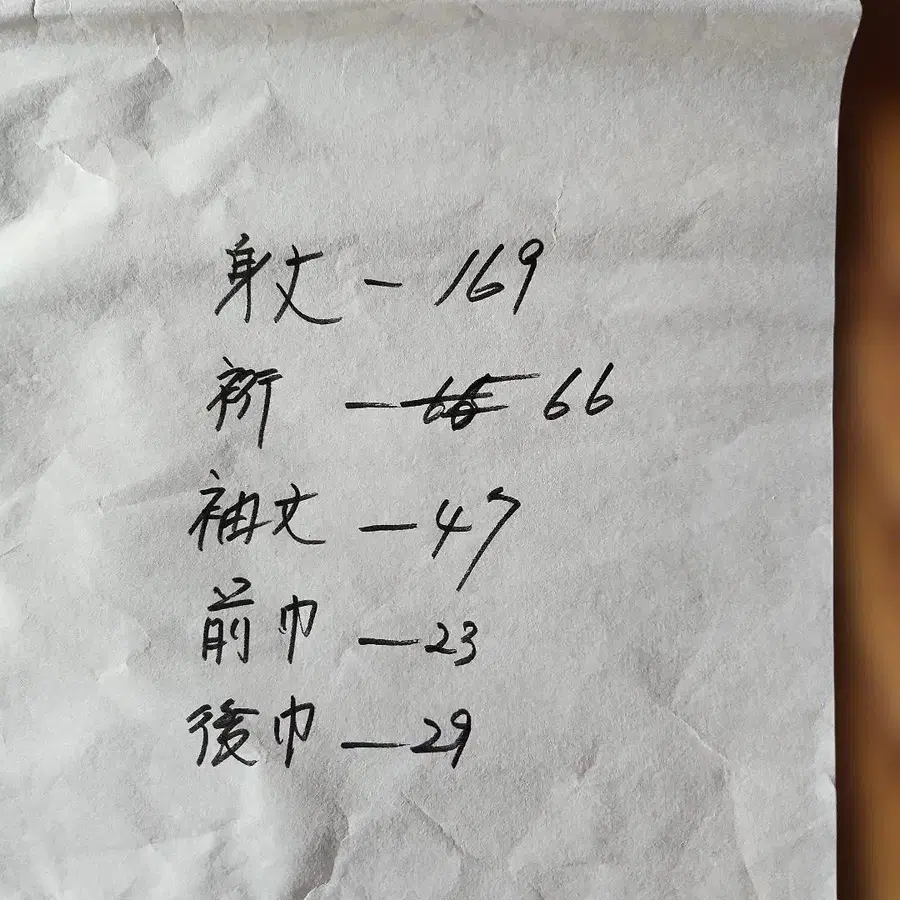 身丈 - 169
裄 - 66
袖丈 - 47
前巾 - 23
後巾 - 29